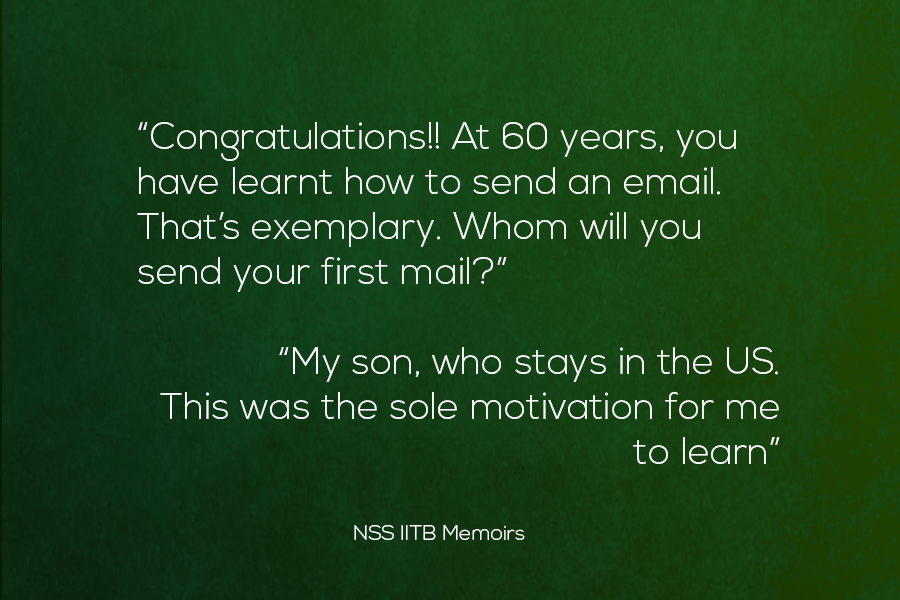 “Congratulations!! At 60 years, you
have learnt how to send an email.
That’s exemplary. Whom will you
send your first mail?”
“My son, who stays in the US.
This was the sole motivation for me
to learn”
NSS IITB Memoirs